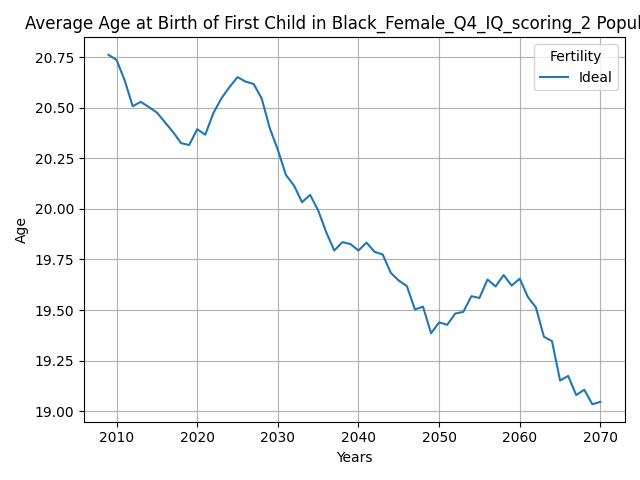 Average Age at Birth of First Child in Black_Female_Q4_IQ_scoring_2 Popul
Fertility
Ideal
20.75
20.50
20.25
20.00
19.75
19.50
19.25
19.00
Age
2010 2020 2030 2040 2050 2060 2070
Years